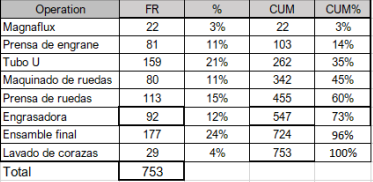 Operation FR % CUM CUM%
Magnaflux 22 3% 22 3%
Prensa de engrane 81 11% 103 14%
Tubo U 159 21% 262 35%
Maquinado de ruedas 80 11% 342 45%
Prensa de ruedas 113 15% 455 60%
Engrasadora 92 12% 547 73%
Ensamble final 177 24% 724 96%
Lavado de corazas 29 4% 753 100%
Total 753